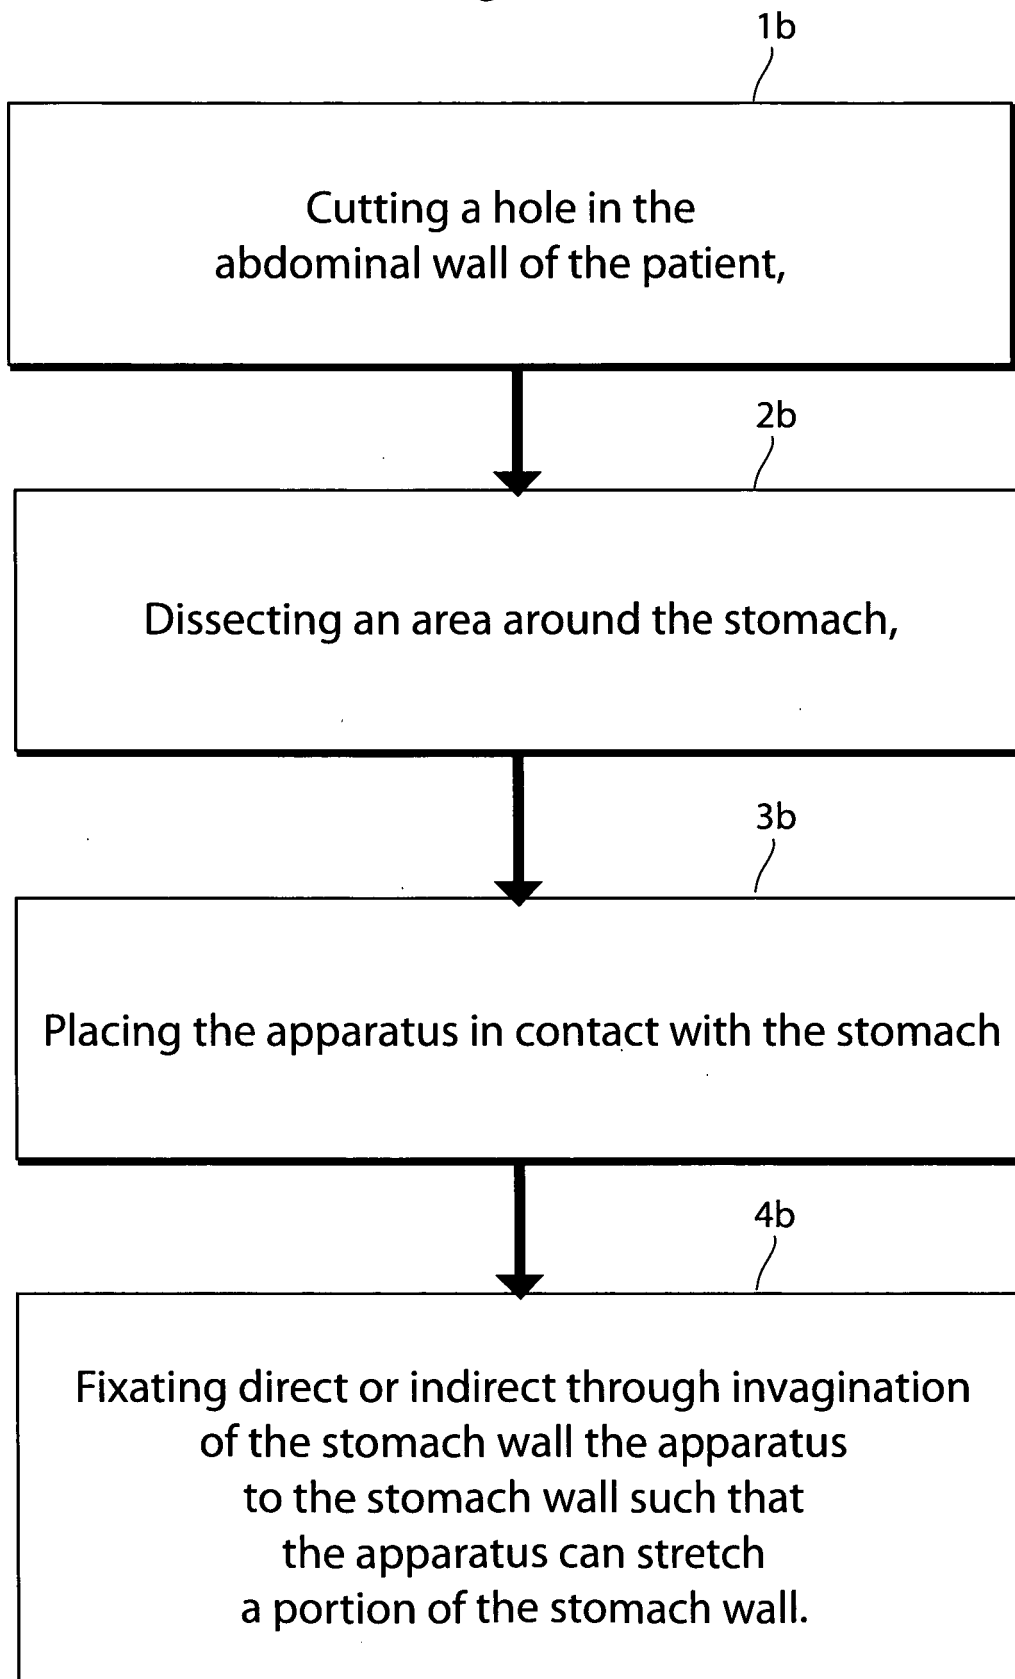 1b
Cutting a hole in the
abdominal wall of the patient,
2b
Dissecting an area around the stomach,
3b
Placing the apparatus in contact with the stomach
4b
Fixating direct or indirect through invagination
of the stomach wall the apparatus
to the stomach wall such that
the apparatus can stretch
a portion of the stomach wall.